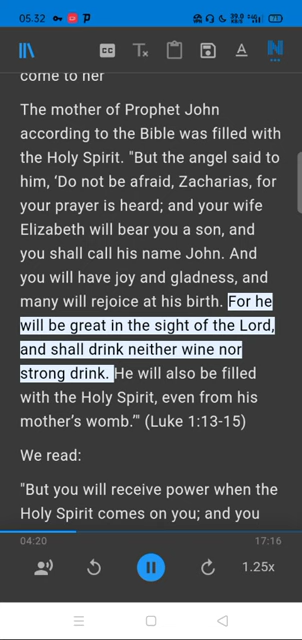 05.32
come to her
The mother of Prophet John
according to the Bible was filled with
the Holy Spirit. "But the angel said to
him, ‘Do not be afraid, Zacharias, for
your prayer is heard; and your wife
Elizabeth will bear you a son, and
you shall call his name John. And
you will have joy and gladness, and
many will rejoice at his birth. For he
will be great in the sight of the Lord,
and shall drink neither wine nor
strong drink. He will also be filled
with the Holy Spirit, even from his
mother’s womb.’" (Luke 1:13-15)
We read:
"But you will receive power when the
Holy Spirit comes on you; and you
04:20
17:16
1.25x